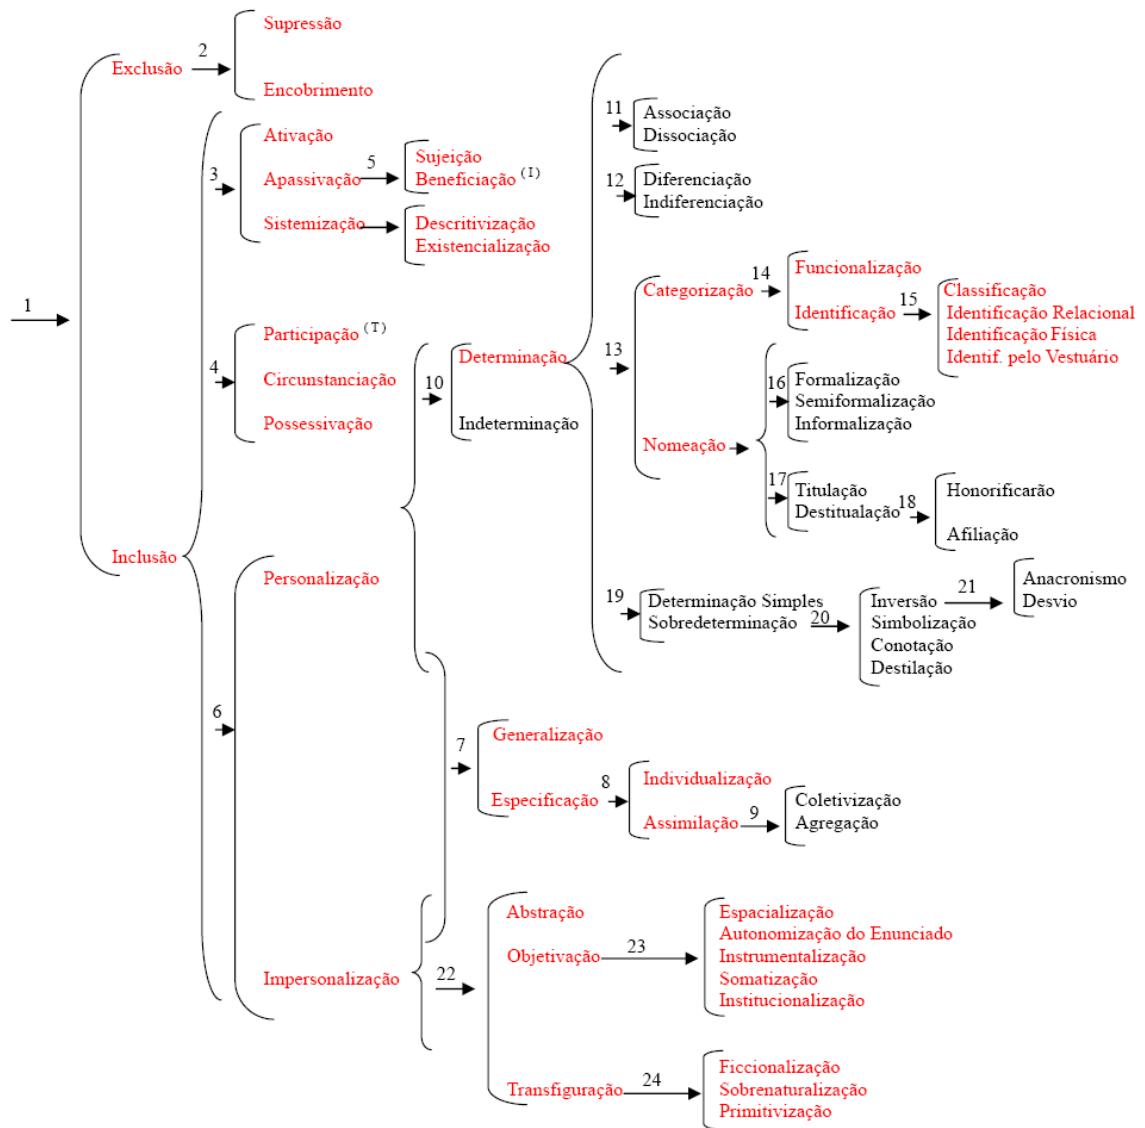 1
Exclusão
2
Supressão
Encobrimento
Inclusão
3
Ativação
Apassivação
5
Sujeição
Beneficiação (I)
Sistemização
Descritivização
Existencialização
4
Participação (T)
Circunstanciação
Possessivação
6
Personalização
10
Determinação
Indeterminação
11
Associação
Dissociação
12
Diferenciação
Indiferenciação
13
Categorização
14
Funcionalização
Identificação
15
Classificação
Identificação Relacional
Identificação Física
Identif. pelo Vestuário
Nomeação
16
Formalização
Semiformalização
Informalização
17
Titulação
Destitualação
18
Honorificarão
Afiliação
19
Determinação Simples
Sobredeterminação
20
Inversão
Simbolização
Conotação
Destilação
21
Anacronismo
Desvio
7
Generalização
Especificação
8
Individualização
Assimilação
9
Coletivização
Agregação
Impersonalização
22
Abstração
Objetivação
23
Espacialização
Autonomização do Enunciado
Instrumentalização
Somatização
Institucionalização
Transfiguração
24
Ficcionalização
Sobrenaturalização
Primitivização